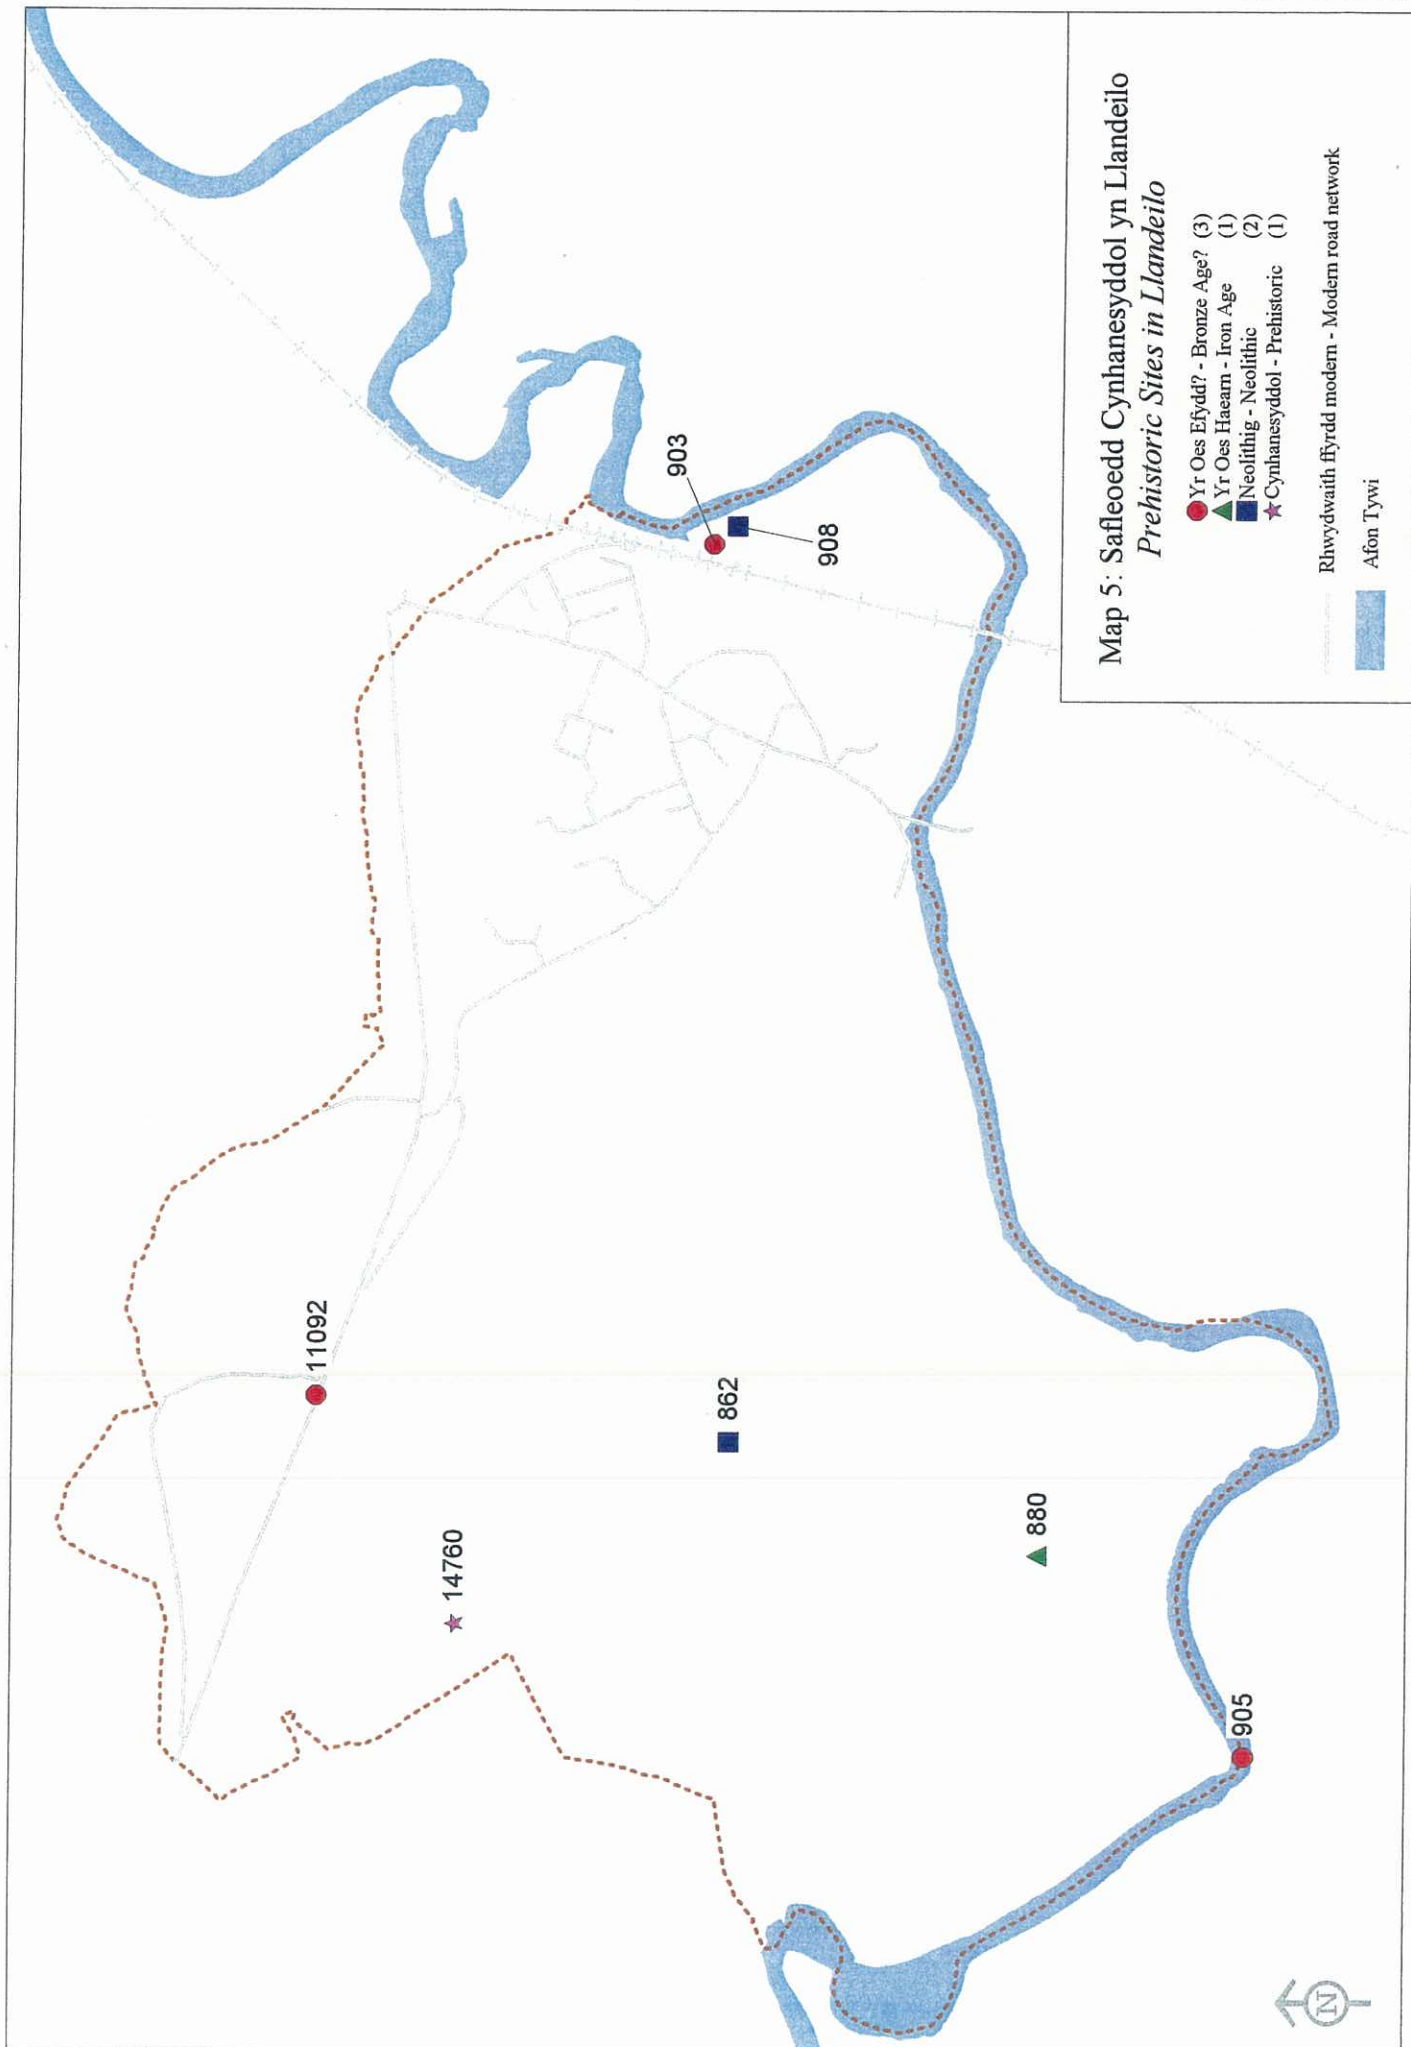 Map 5: Safleoedd Cynhanesyddol yn Llandeilo
Prehistoric Sites in Llandeilo
Yr Oes Efydd? - Bronze Age? (3)
Yr Oes Haearn - Iron Age (1)
Neolithig - Neolithic (2)
Cynhanesyddol - Prehistoric (1)
Rhwydwaith ffyrdd modern - Modern road network
Afon Tywi
11092
14760
862
903
908
880
905
N